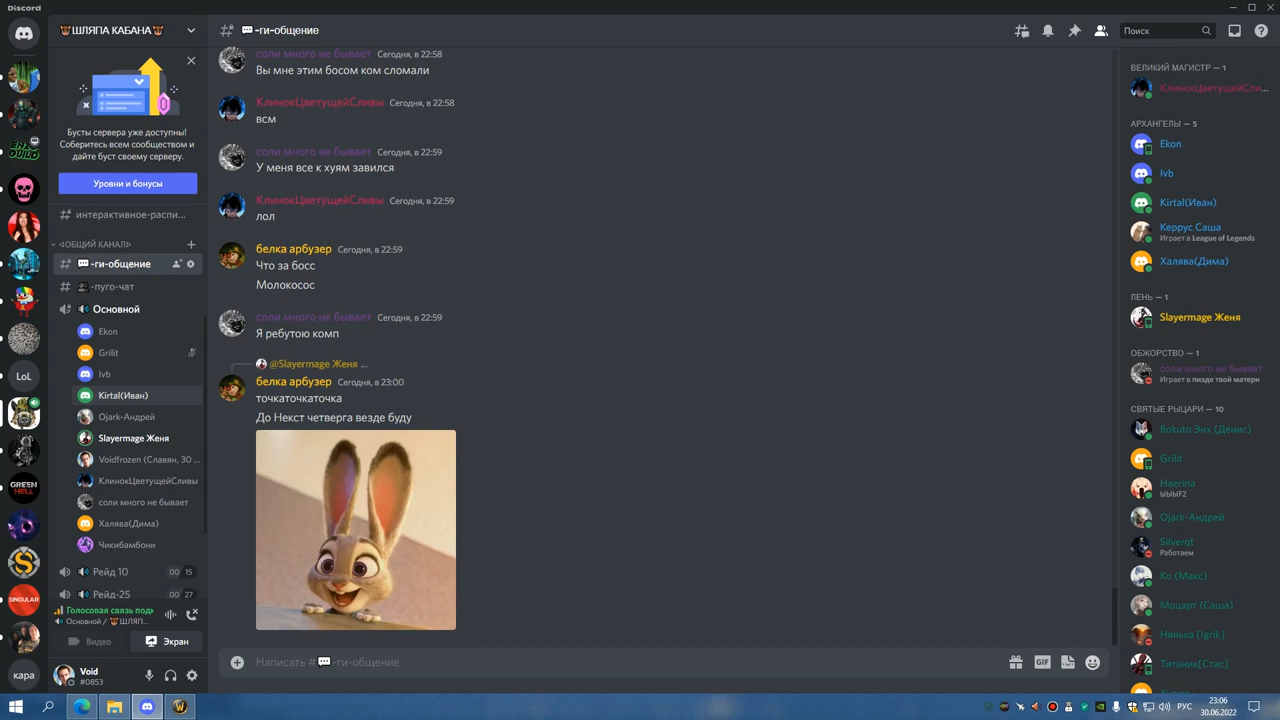 Discord
ШЛЯПА КАБАНА
Бусты сервера уже доступны!
Соберитесь всем сообществом и
дайте буст своему серверу.
Уровни и бонусы
интерактивное-распи...
<ОБЩИЙ КАНАЛ>
-ги-общение
-пуго-чат
Основной
Ekon
Grilit
Ivb
Kirtal(Иван)
Ojark-Андрей
Slayermage Женя
Voidfrozen (Славян, 30 ...
КлинокЦветущейСливы
соли много не бывает
Халява(Дима)
Чикибамбони
Рейд 10 00 15
Рейд-25 00 27
Голосовая связь подк
Основной / ШЛЯП...
Видео Экран
Void
#0853
LoL
GREEN HELL
SINGULAR
кара
-ги-общение
Поиск
соли много не бывает Сегодня, в 22:58
Вы мне этим босом ком сломали
КлинокЦветущейСливы Сегодня, в 22:58
всм
соли много не бывает Сегодня, в 22:59
У меня все к хуям завился
КлинокЦветущейСливы Сегодня, в 22:59
лол
белка арбузер Сегодня, в 22:59
Что за босс
Молокосос
соли много не бывает Сегодня, в 22:59
Я ребутою комп
@Slayermage Женя ...
белка арбузер Сегодня, в 23:00
точкаточкаточка
До Некст четверга везде буду
Написать #-ги-общение
GIF
ВЕЛИКИЙ МАГИСТР — 1
КлинокЦветущейСли...
АРХАНГЕЛЫ — 5
Ekon
Ivb
Kirtal(Иван)
Керрус Саша
Играет в League of Legends
Халява(Дима)
ЛЕНЬ — 1
Slayermage Женя
ОБЖОРСТВО — 1
соли много не бывает
Играет в пизде твой матери
СВЯТЫЕ РЫЦАРИ — 10
Bokuto Энх (Денис)
Grilit
Haerina
ЫЫЫF2
Ojark-Андрей
Silverqt
Работаем
Ко (Макс)
Моцарт (Саша)
Нянька [Igrik]
Титаник[Стас]
РУС
23:06
30.06.2022